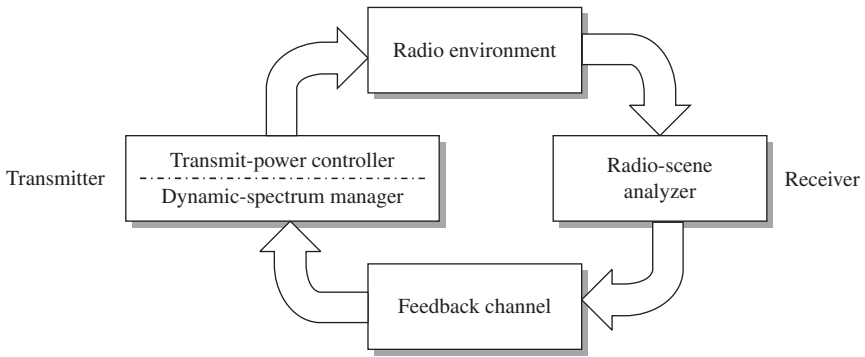 Radio environment
Transmitter
Transmit-power controller
Dynamic-spectrum manager
Radio-scene
analyzer
Receiver
Feedback channel